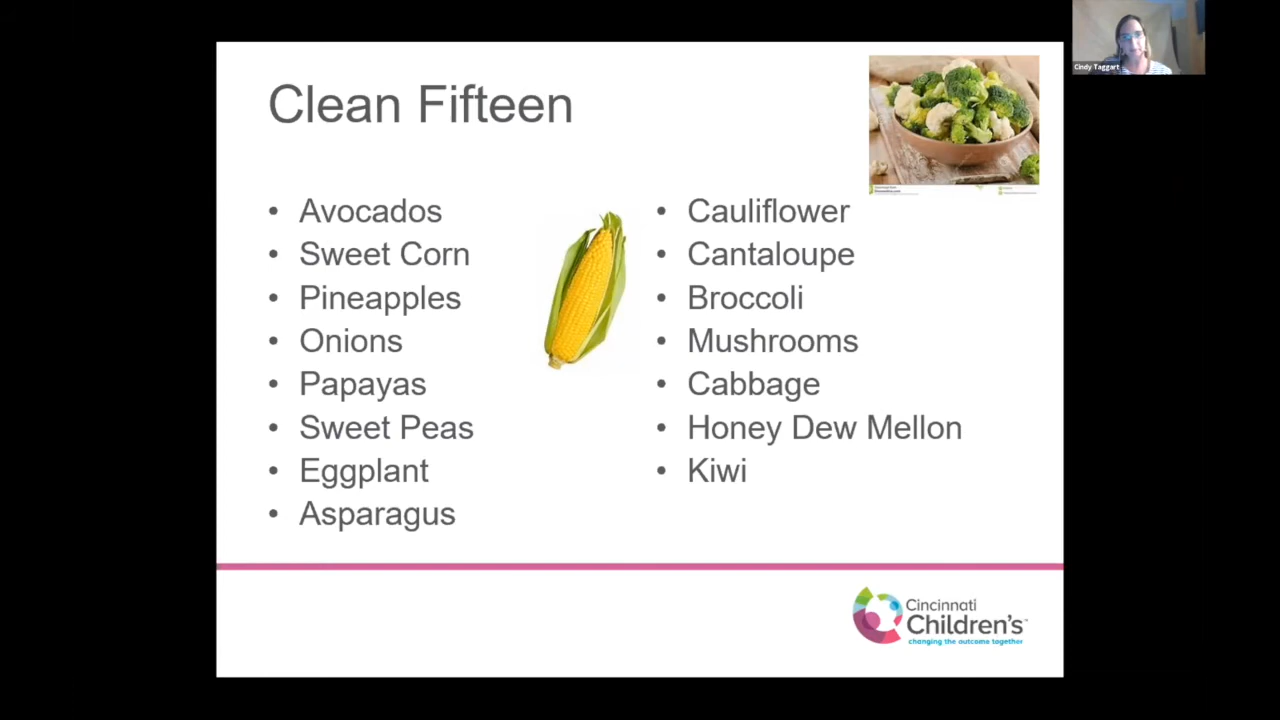 Cindy Taggart
Clean Fifteen
• Avocados
• Sweet Corn
• Pineapples
• Onions
• Papayas
• Sweet Peas
• Eggplant
• Asparagus
• Cauliflower
• Cantaloupe
• Broccoli
• Mushrooms
• Cabbage
• Honey Dew Mellon
• Kiwi
Cincinnati
Children's
changing the outcome together